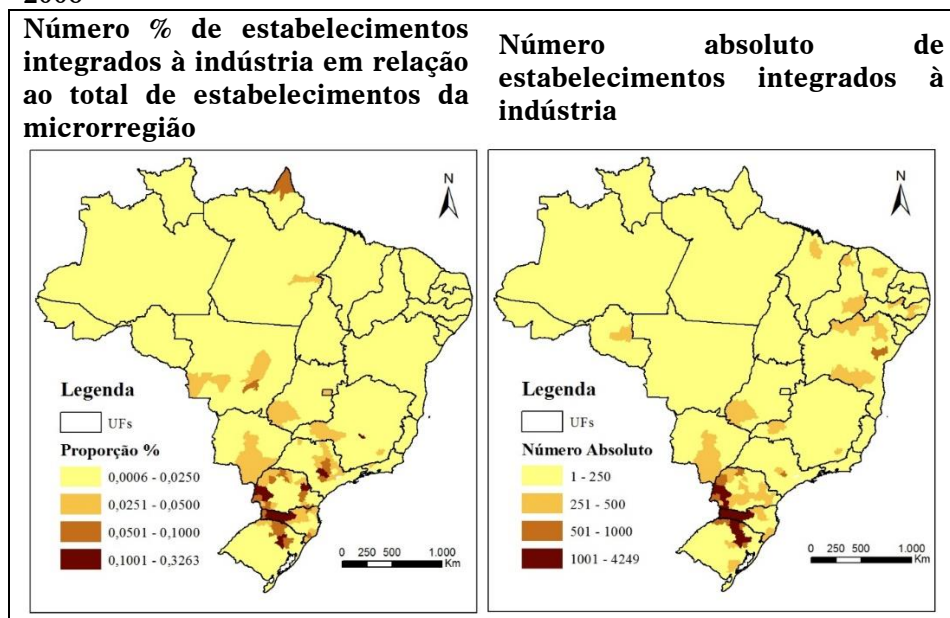 Número % de estabelecimentos
integrados à indústria em relação
ao total de estabelecimentos da
microrregião
Número absoluto de
estabelecimentos integrados à
indústria
N
Legenda
UFs
Proporção %
0,0006 - 0,0250
0,0251 - 0,0500
0,0501 - 0,1000
0,1001 - 0,3263
0 250 500 1.000
Km
N
Legenda
UFs
Número Absoluto
1 - 250
251 - 500
501 - 1000
1001 - 4249
0 250 500 1.000
Km